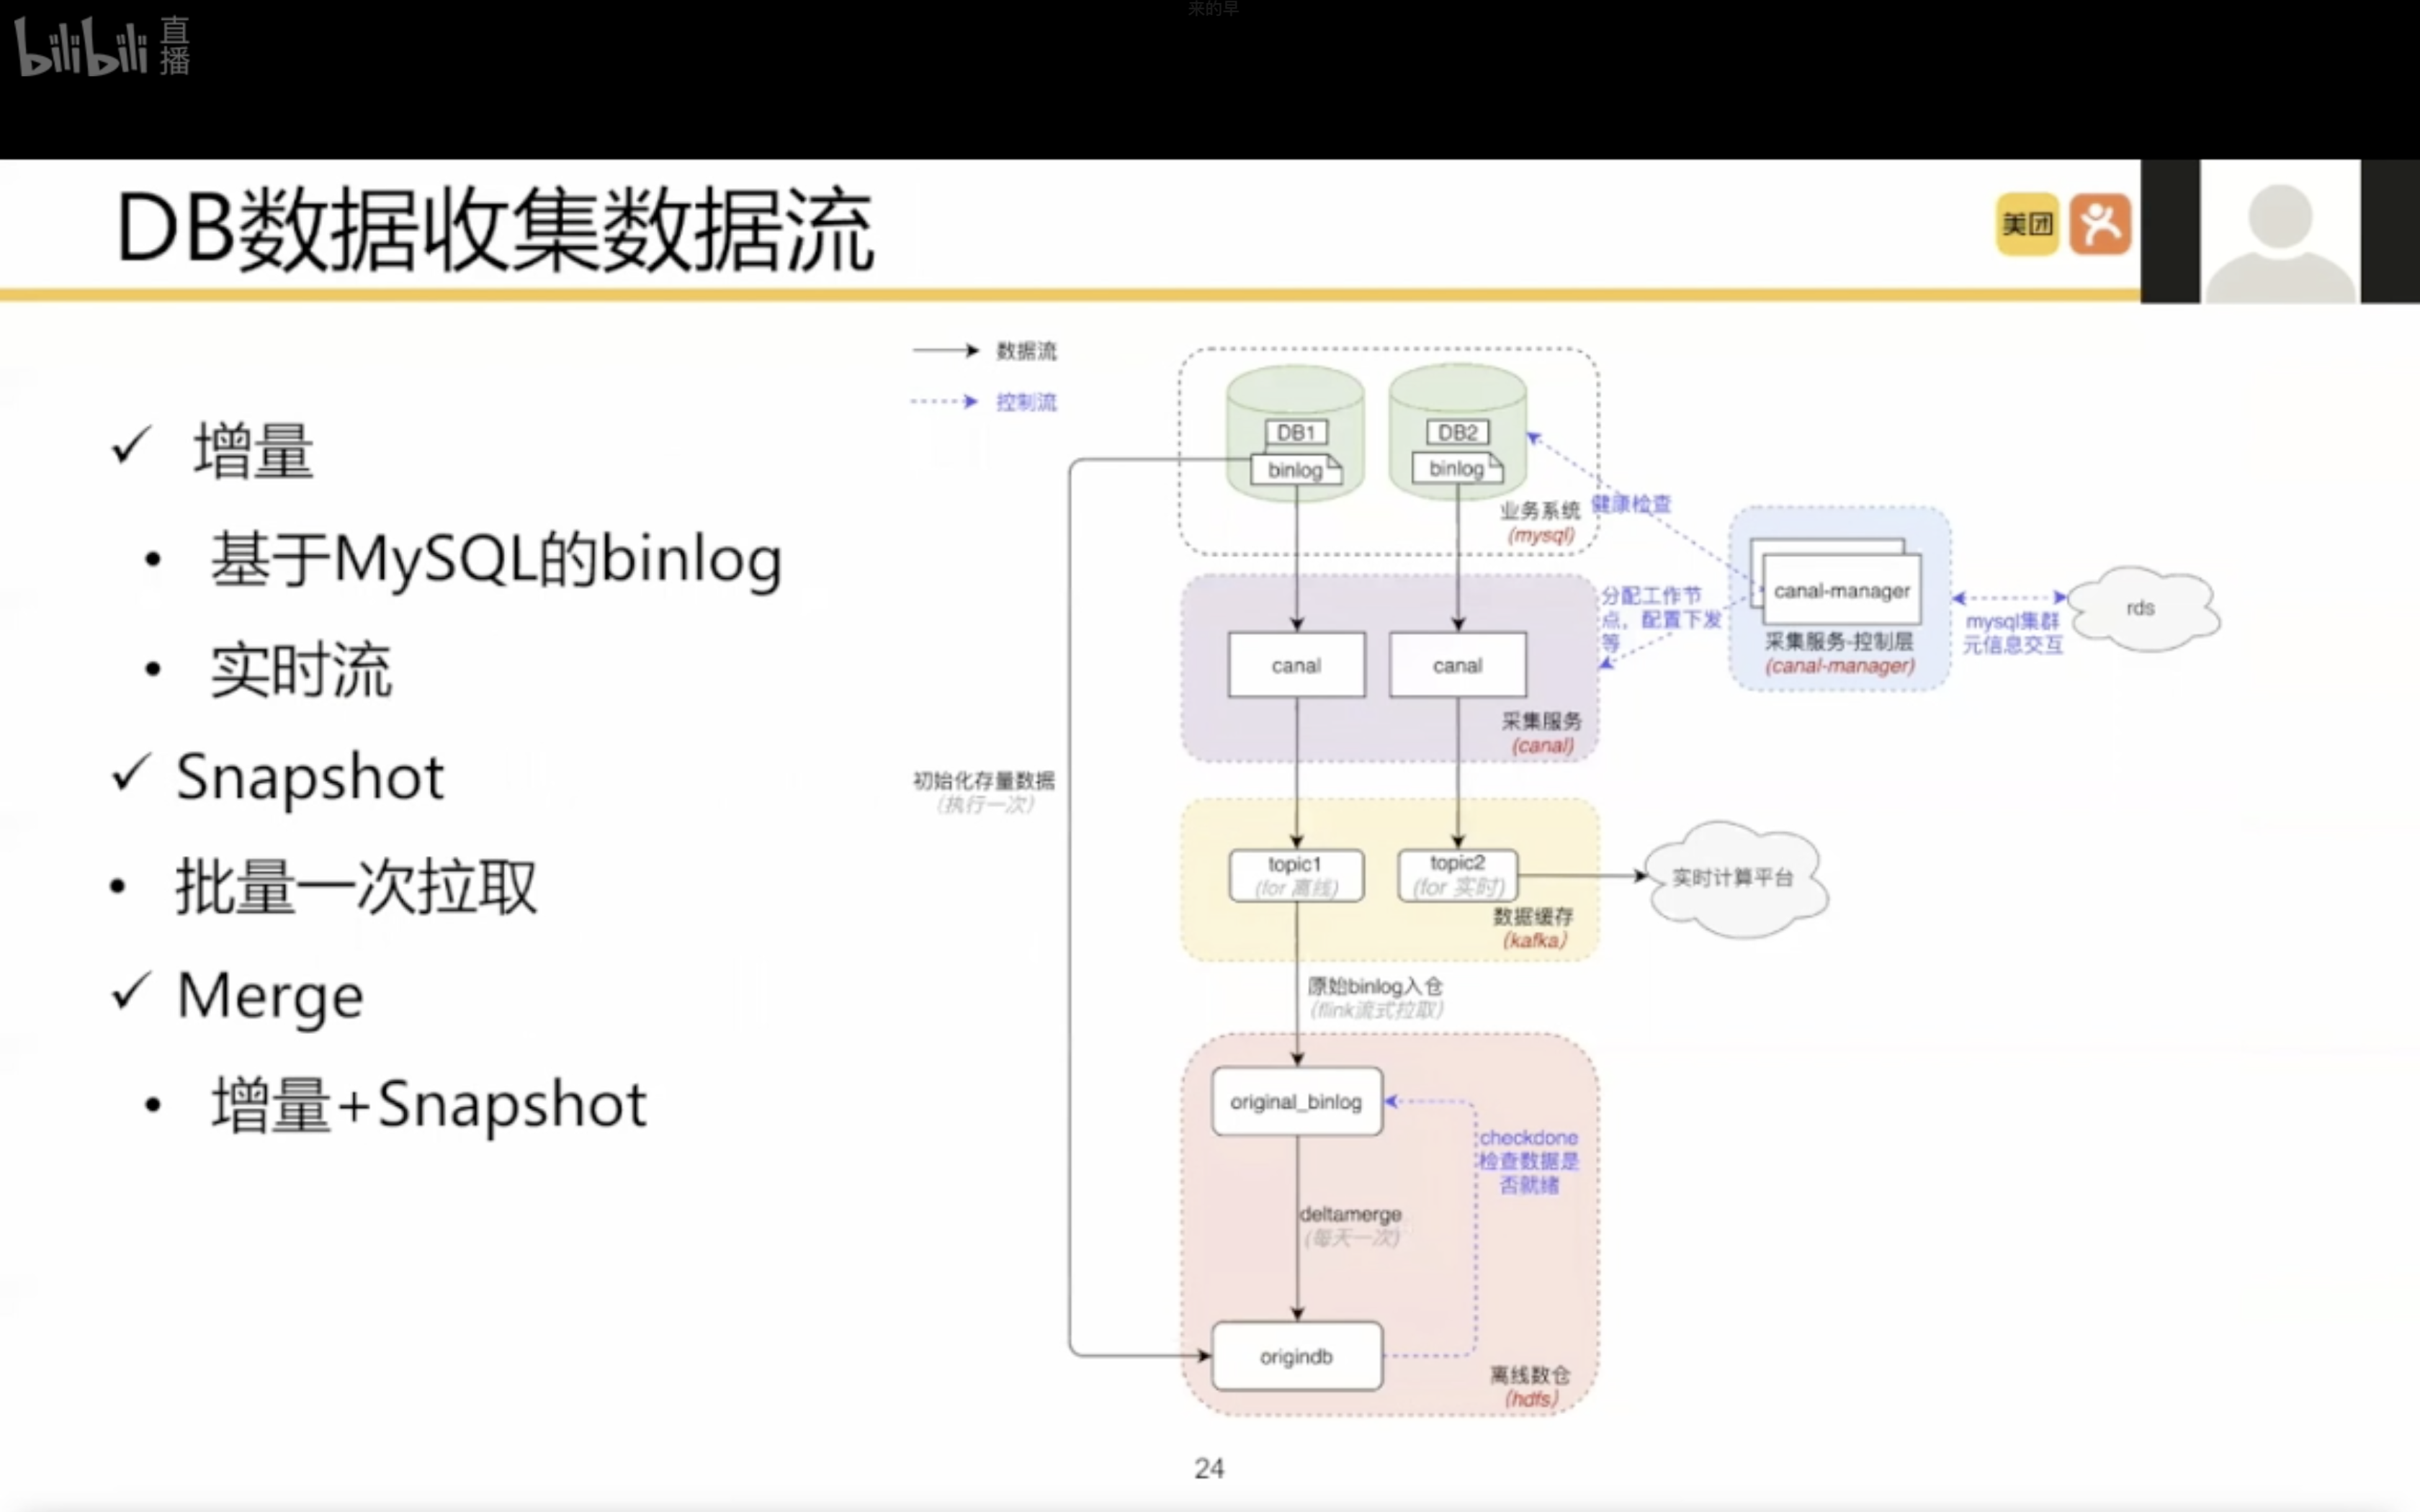 来的早
bilibili 直播
DB数据收集数据流
美团
✓ 增量
• 基于MySQL的binlog
• 实时流
✓ Snapshot
• 批量一次拉取
✓ Merge
• 增量+Snapshot
数据流
控制流
DB1
binlog
DB2
binlog
业务系统
(mysql)
健康检查
canal
canal
采集服务
(canal)
分配工作节
点，配置下发
等
canal-manager
采集服务-控制层
(canal-manager)
mysql集群
元信息交互
rds
初始化存量数据
（执行一次）
topic1
(for 离线)
topic2
(for 实时)
数据缓存
(kafka)
实时计算平台
原始binlog入仓
（flink流式拉取）
original_binlog
checkdone
检查数据是
否就绪
deltamerge
(每天一次)
origindb
离线数仓
(hdfs)
24